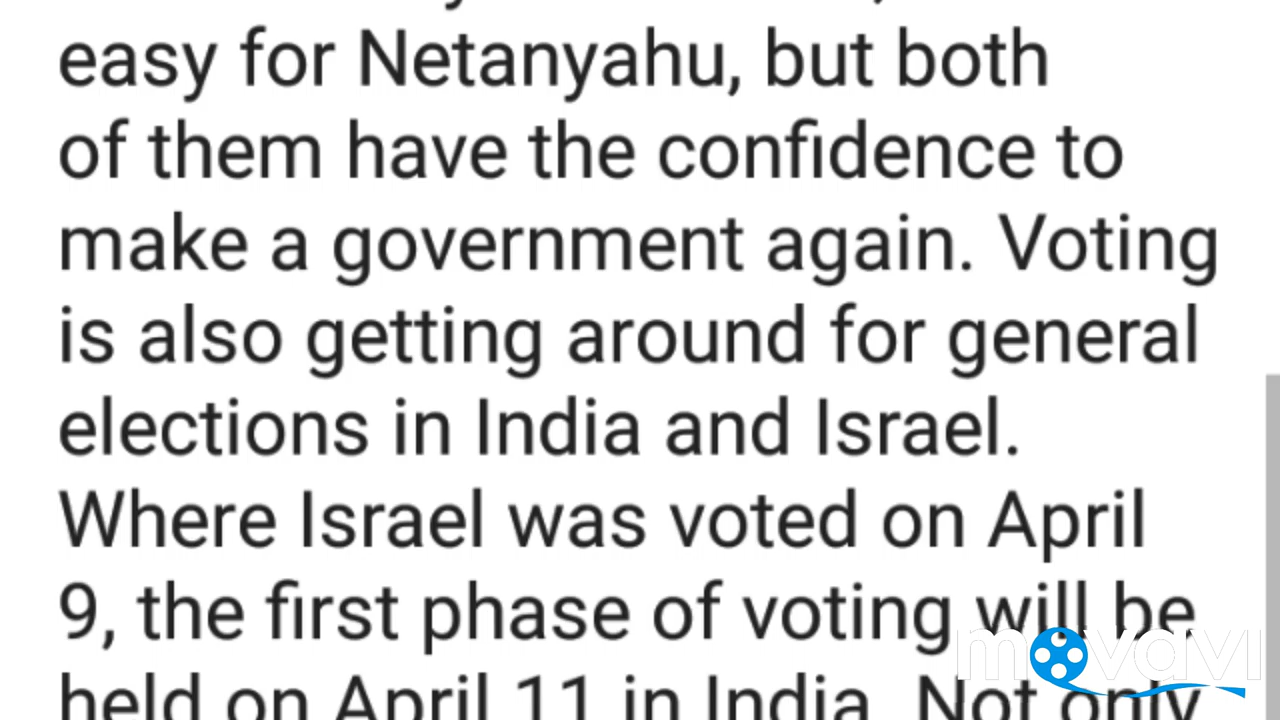 easy for Netanyahu, but both
of them have the confidence to
make a government again. Voting
is also getting around for general
elections in India and Israel.
Where Israel was voted on April
9, the first phase of voting will be
held on April 11 in India. Not only
movavi